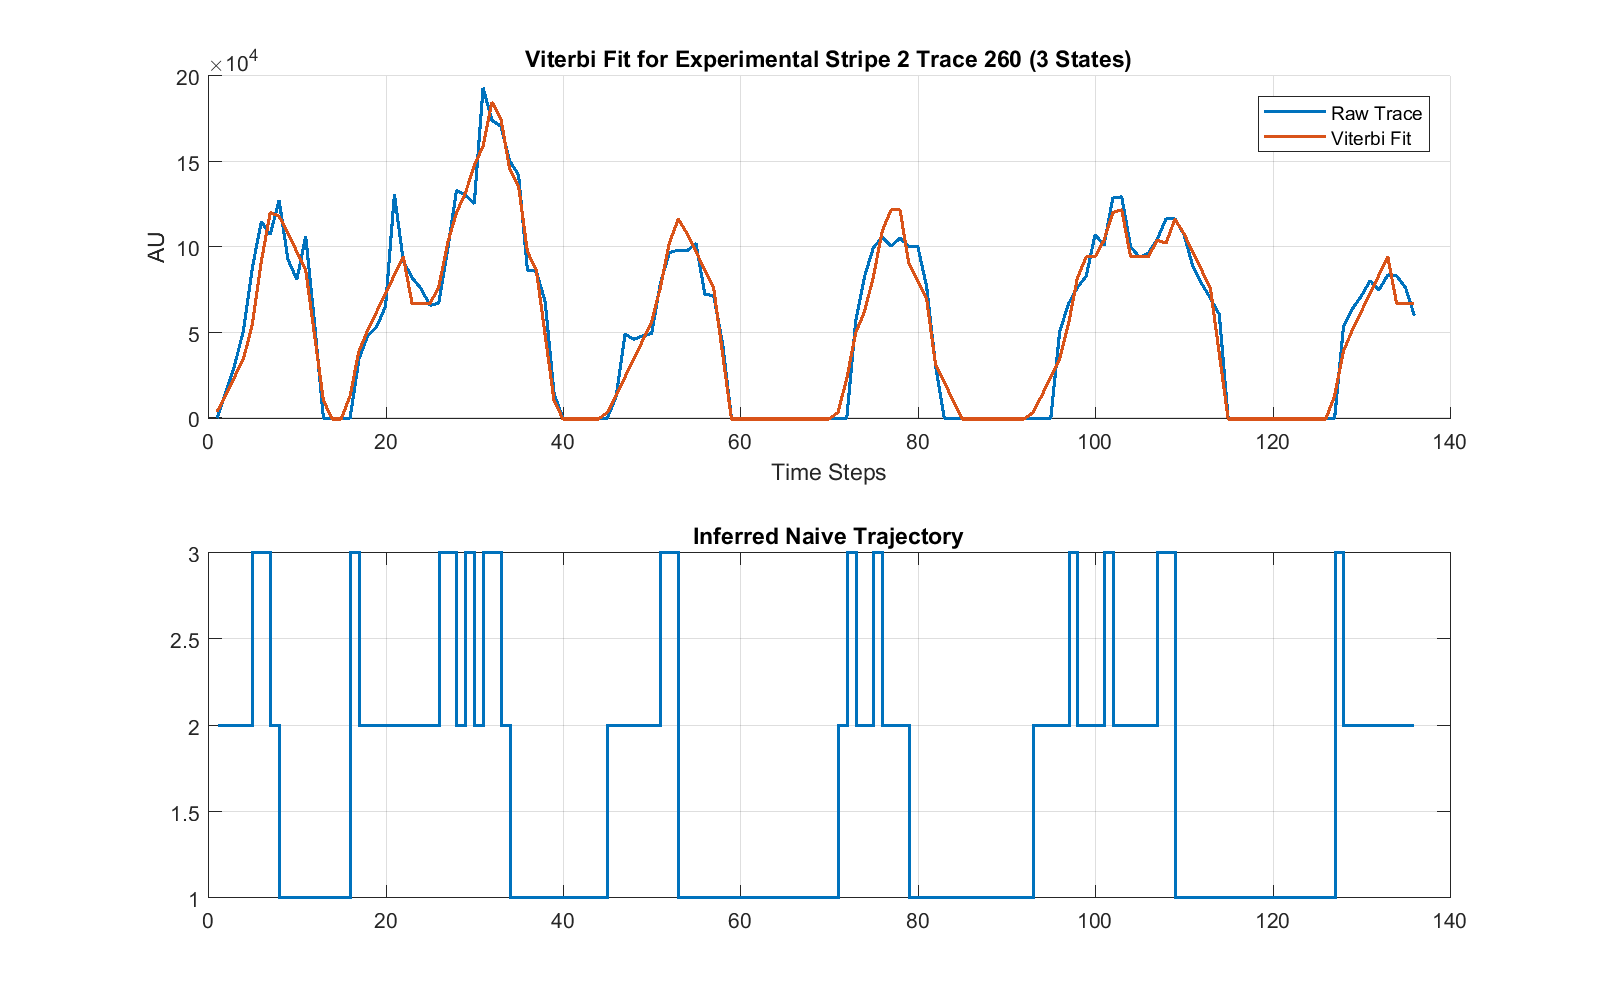 Viterbi Fit for Experimental Stripe 2 Trace 260 (3 States)
×10⁴
20
15
10
5
0
AU
Raw Trace
Viterbi Fit
0 20 40 60 80 100 120 140
Time Steps
Inferred Naive Trajectory
3
2.5
2
1.5
1
0 20 40 60 80 100 120 140